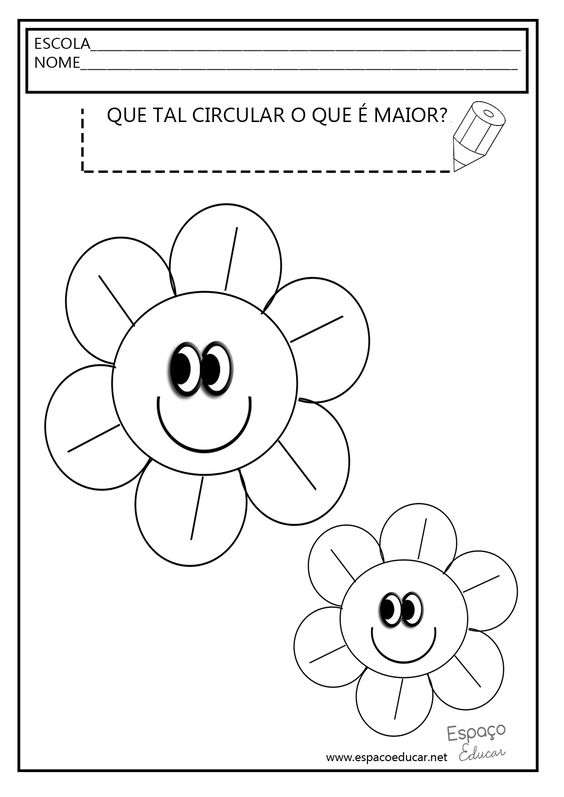 ESCOLA
NOME
QUE TAL CIRCULAR O QUE É MAIOR?
Espaço
Educar
www.espacoeducar.net